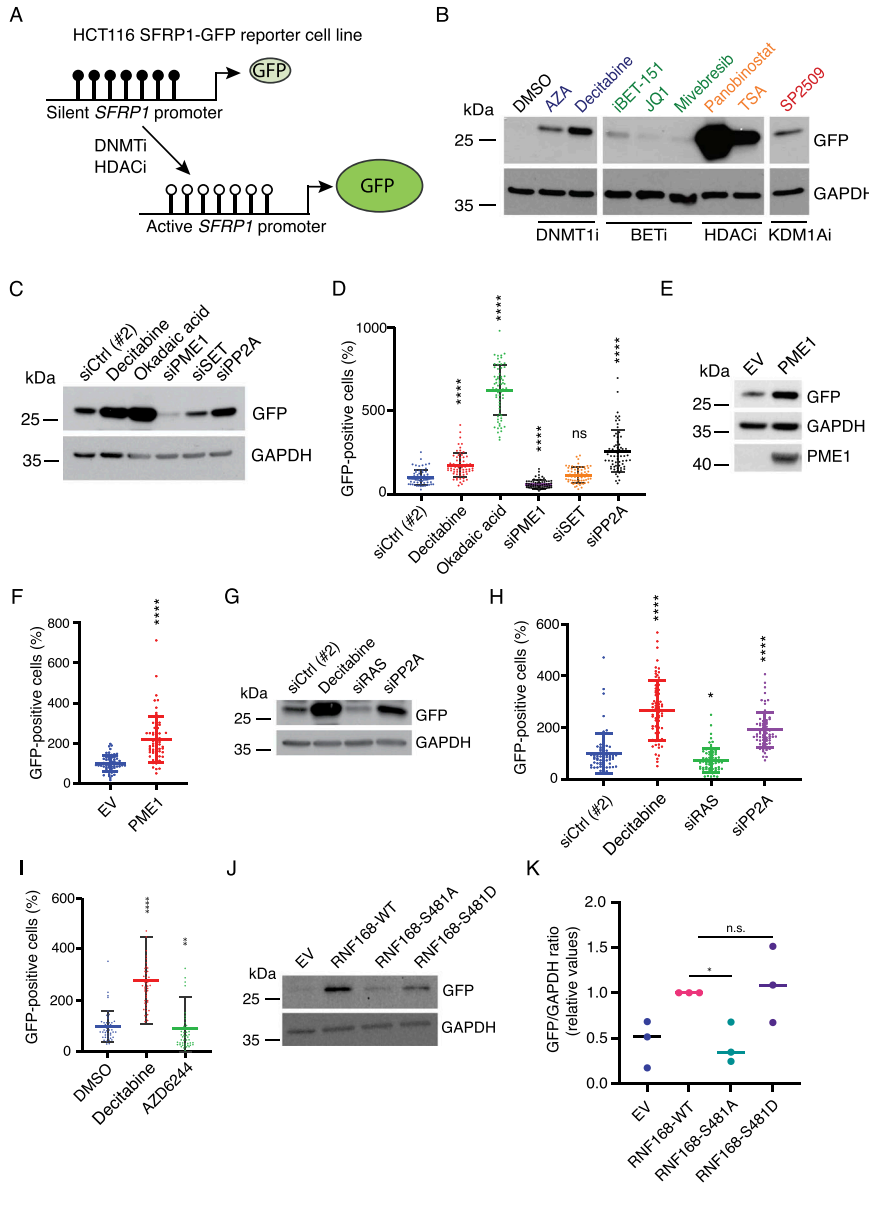 A
HCT116 SFRP1-GFP reporter cell line
GFP
Silent SFRP1 promoter
DNMTi
HDACi
GFP
Active SFRP1 promoter
B
DMSO
AZA
Decitabine
iBET-151
JQ1
Mivebresib
Panobinostat
TSA
SP2509
kDa
25
GFP
35
GAPDH
DNMT1i
BETi
HDACi
KDM1Ai
C
siCtrl (#2)
Decitabine
Okadaic acid
siPME1
siSET
siPP2A
kDa
25
GFP
35
GAPDH
D
GFP-positive cells (%)
1000
500
0
****
****
****
ns
****
siCtrl (#2)
Decitabine
Okadaic acid
siPME1
siSET
siPP2A
E
EV
PME1
kDa
25
GFP
35
GAPDH
40
PME1
F
GFP-positive cells (%)
800
600
400
200
0
****
EV
PME1
G
siCtrl (#2)
Decitabine
siRAS
siPP2A
kDa
25
GFP
35
GAPDH
H
GFP-positive cells (%)
600
400
200
0
****
*
****
siCtrl (#2)
Decitabine
siRAS
siPP2A
I
GFP-positive cells (%)
600
400
200
0
****
**
DMSO
Decitabine
AZD6244
J
EV
RNF168-WT
RNF168-S481A
RNF168-S481D
kDa
25
GFP
35
GAPDH
K
GFP/GAPDH ratio
(relative values)
2.0
1.5
1.0
0.5
0.0
n.s.
*
EV
RNF168-WT
RNF168-S481A
RNF168-S481D